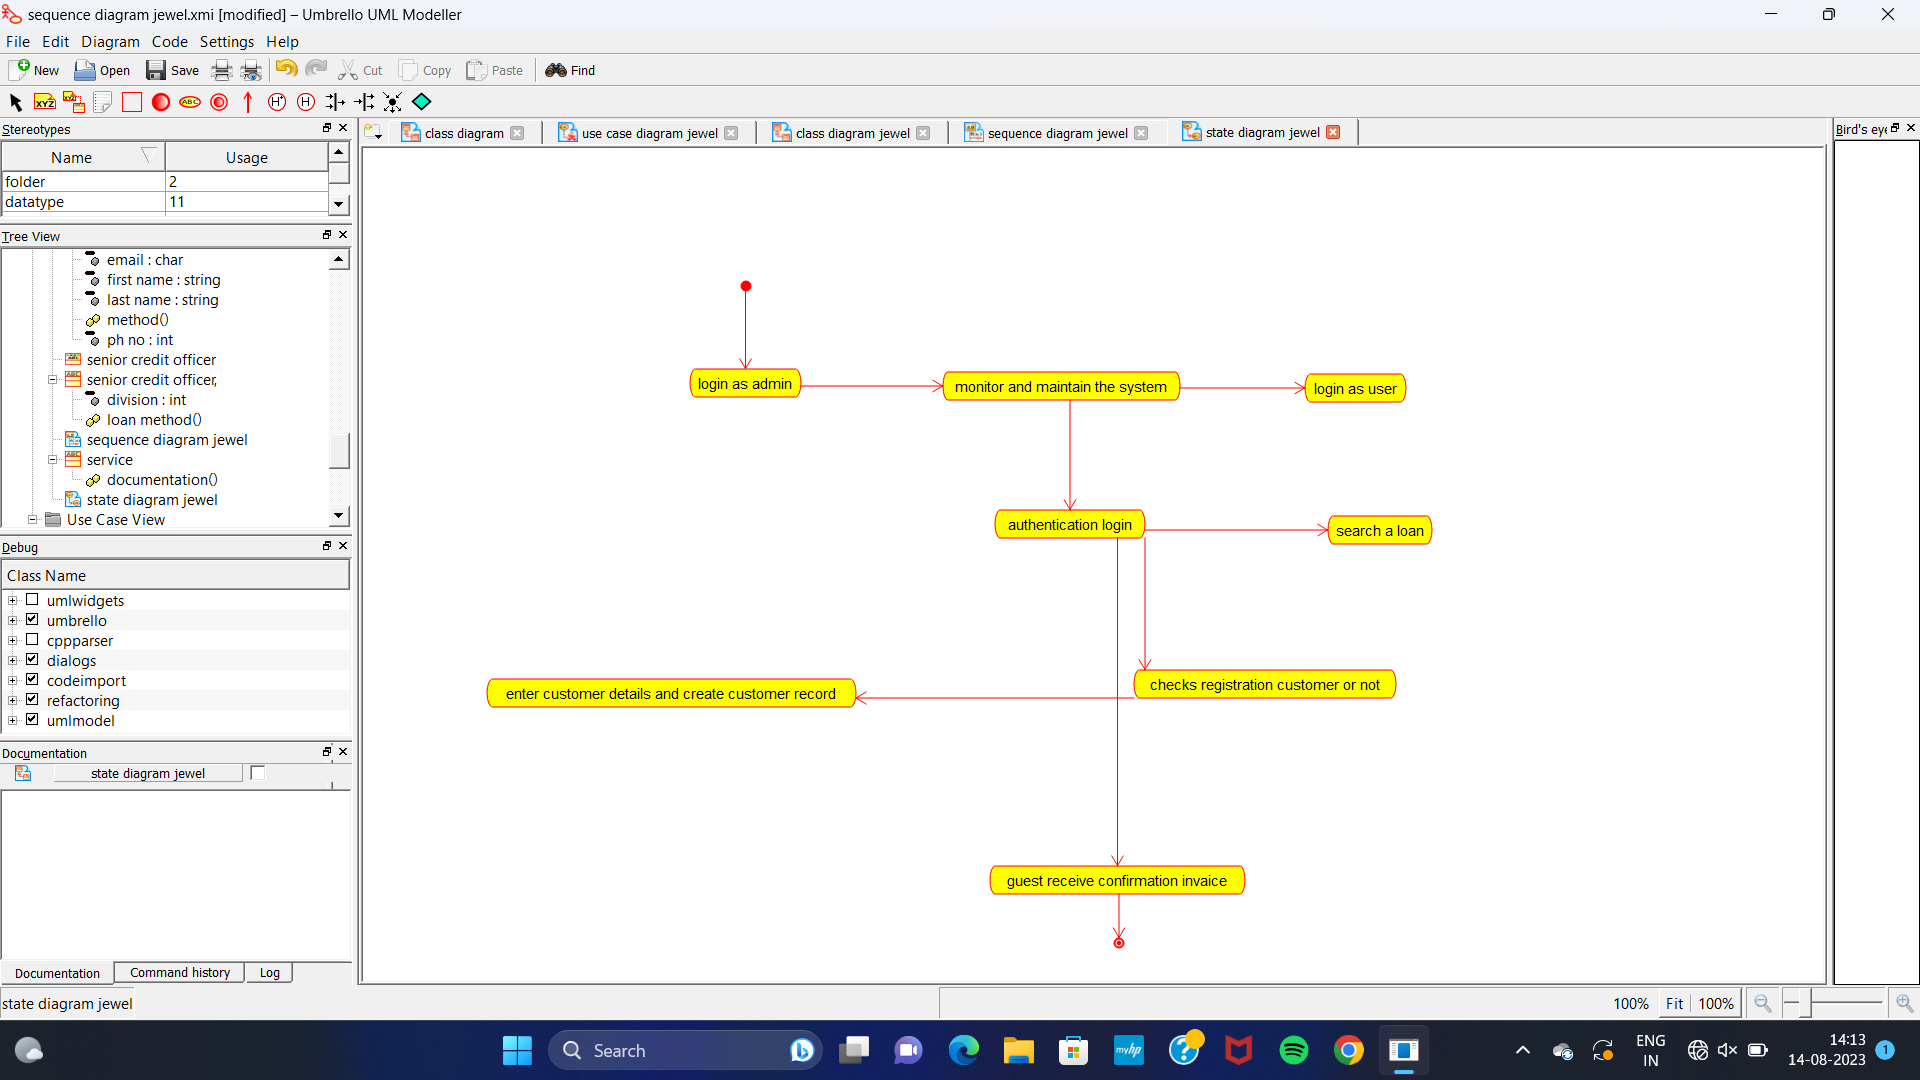 sequence diagram jewel.xmi [modified] – Umbrello UML Modeller
File Edit Diagram Code Settings Help
New Open Save Cut Copy Paste Find
XYZ XYZ ABC H* H
Stereotypes
Name Usage
folder 2
datatype 11
Tree View
email : char
first name : string
last name : string
method()
ph no : int
senior credit officer
senior credit officer,
division : int
loan method()
sequence diagram jewel
service
documentation()
state diagram jewel
Use Case View
Debug
Class Name
umlwidgets
umbrello
cppparser
dialogs
codeimport
refactoring
umlmodel
Documentation
state diagram jewel
Documentation Command history Log
state diagram jewel
class diagram use case diagram jewel class diagram jewel sequence diagram jewel state diagram jewel
login as admin
monitor and maintain the system
login as user
authentication login
search a loan
checks registration customer or not
enter customer details and create customer record
guest receive confirmation invaice
Bird's eye
100% Fit 100%
Search
myhp
ENG
IN
14:13
14-08-2023
1